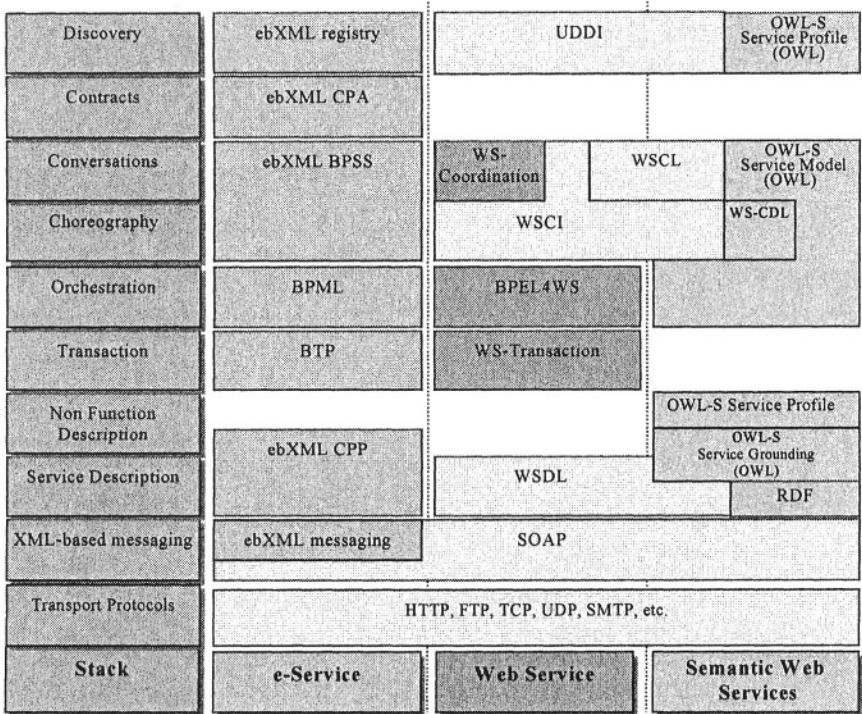 Discovery
ebXML registry
UDDI
OWL-S
Service Profile
(OWL)
Contracts
ebXML CPA
Conversations
ebXML BPSS
WS-
Coordination
WSCL
OWL-S
Service Model
(OWL)
Choreography
WSCI
WS-CDL
Orchestration
BPML
BPEL4WS
Transaction
BTP
WS-Transaction
Non Function
Description
OWL-S Service Profile
ebXML CPP
OWL-S
Service Grounding
(OWL)
Service Description
WSDL
RDF
XML-based messaging
ebXML messaging
SOAP
Transport Protocols
HTTP, FTP, TCP, UDP, SMTP, etc.
Stack
e-Service
Web Service
Semantic Web
Services